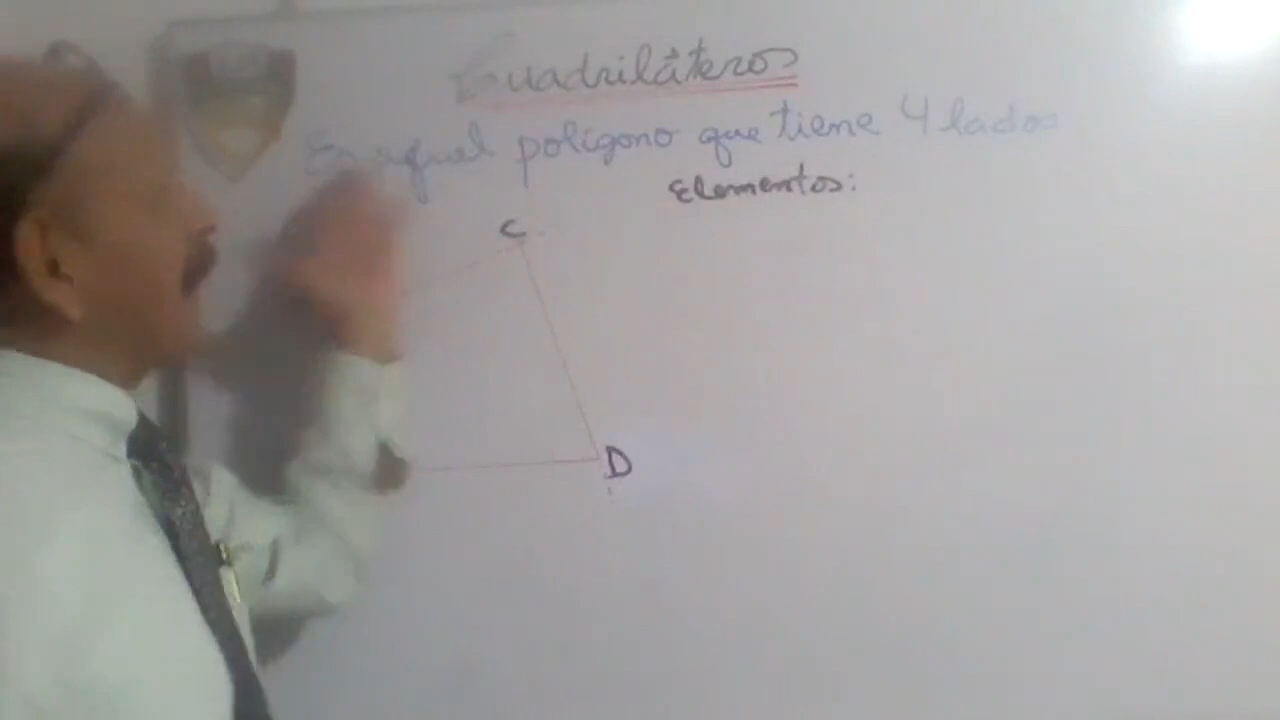 Cuadriláteros
Es aquel polígono que tiene 4 lados
Elementos:
C
D